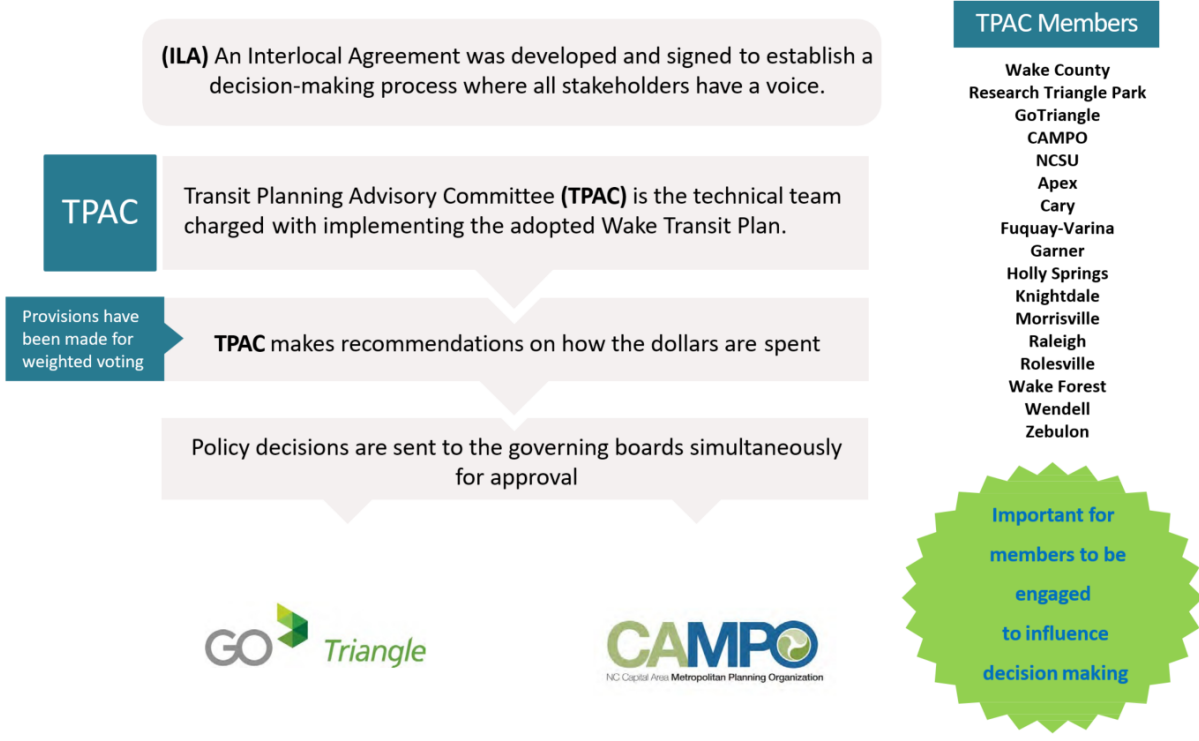 (ILA) An Interlocal Agreement was developed and signed to establish a
decision-making process where all stakeholders have a voice.
TPAC
Transit Planning Advisory Committee (TPAC) is the technical team
charged with implementing the adopted Wake Transit Plan.
Provisions have
been made for
weighted voting
TPAC makes recommendations on how the dollars are spent
Policy decisions are sent to the governing boards simultaneously
for approval
GO
Triangle
CAMPO
NC Capital Area Metropolitan Planning Organization
TPAC Members
Wake County
Research Triangle Park
GoTriangle
CAMPO
NCSU
Apex
Cary
Fuquay-Varina
Garner
Holly Springs
Knightdale
Morrisville
Raleigh
Rolesville
Wake Forest
Wendell
Zebulon
Important for
members to be
engaged
to influence
decision making